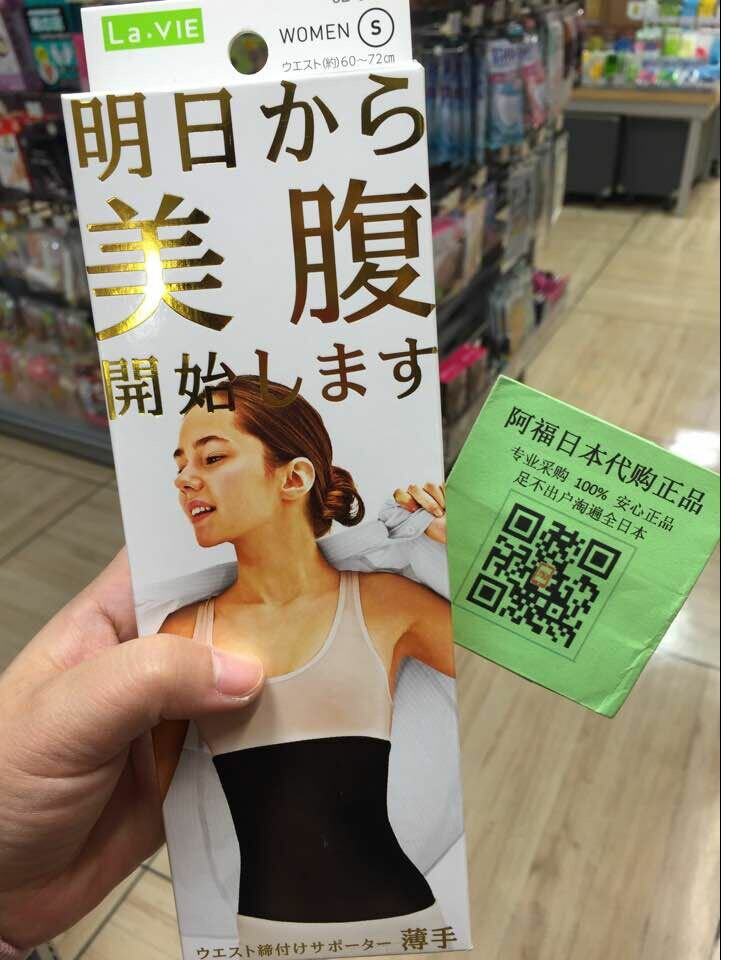 La.VIE
WOMEN S
ウエスト(約)60～72cm
明日から
美腹
開始します
ウエスト締付けサポーター 薄手
阿福日本代购正品
专业采购 100% 安心正品
足不出户淘遍全日本